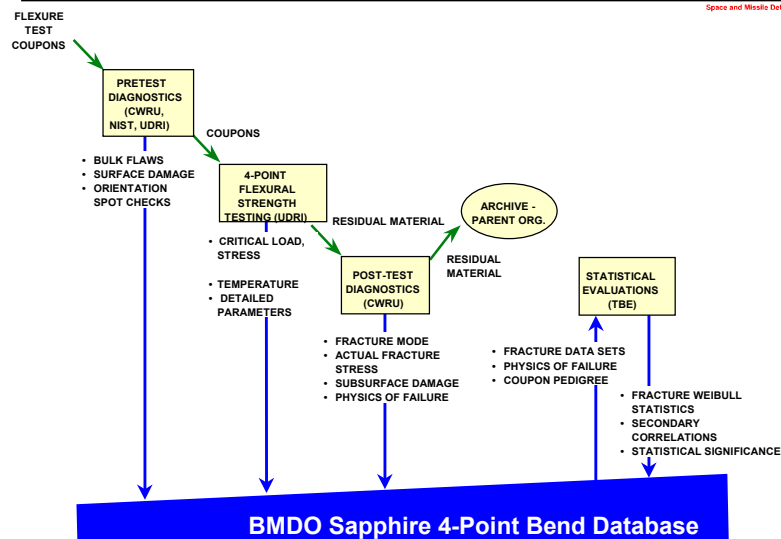 Space and Missile Def
FLEXURE
TEST
COUPONS
PRETEST
DIAGNOSTICS
(CWRU,
NIST, UDRI)
COUPONS
• BULK FLAWS
• SURFACE DAMAGE
• ORIENTATION
SPOT CHECKS
4-POINT
FLEXURAL
STRENGTH
TESTING (UDRI)
RESIDUAL MATERIAL
ARCHIVE -
PARENT ORG.
• CRITICAL LOAD,
STRESS
• TEMPERATURE
• DETAILED
PARAMETERS
RESIDUAL
MATERIAL
POST-TEST
DIAGNOSTICS
(CWRU)
STATISTICAL
EVALUATIONS
(TBE)
• FRACTURE MODE
• ACTUAL FRACTURE
STRESS
• SUBSURFACE DAMAGE
• PHYSICS OF FAILURE
• FRACTURE DATA SETS
• PHYSICS OF FAILURE
• COUPON PEDIGREE
• FRACTURE WEIBULL
STATISTICS
• SECONDARY
CORRELATIONS
• STATISTICAL SIGNIFICANCE
BMDO Sapphire 4-Point Bend Database